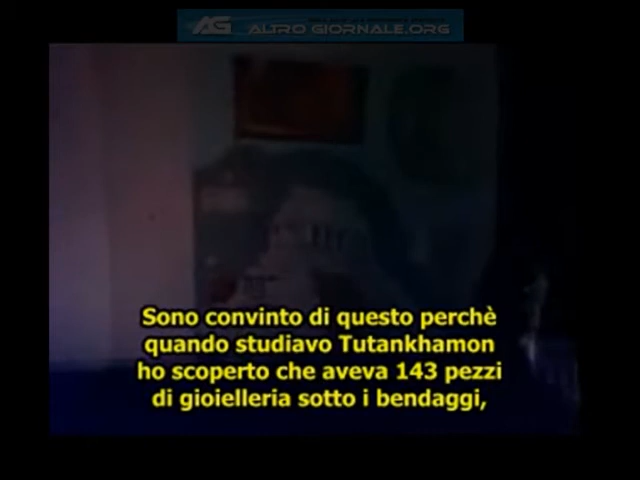 AG ALTRO GIORNALE.ORG
Sono convinto di questo perchè
quando studiavo Tutankhamon
ho scoperto che aveva 143 pezzi
di gioielleria sotto i bendaggi,